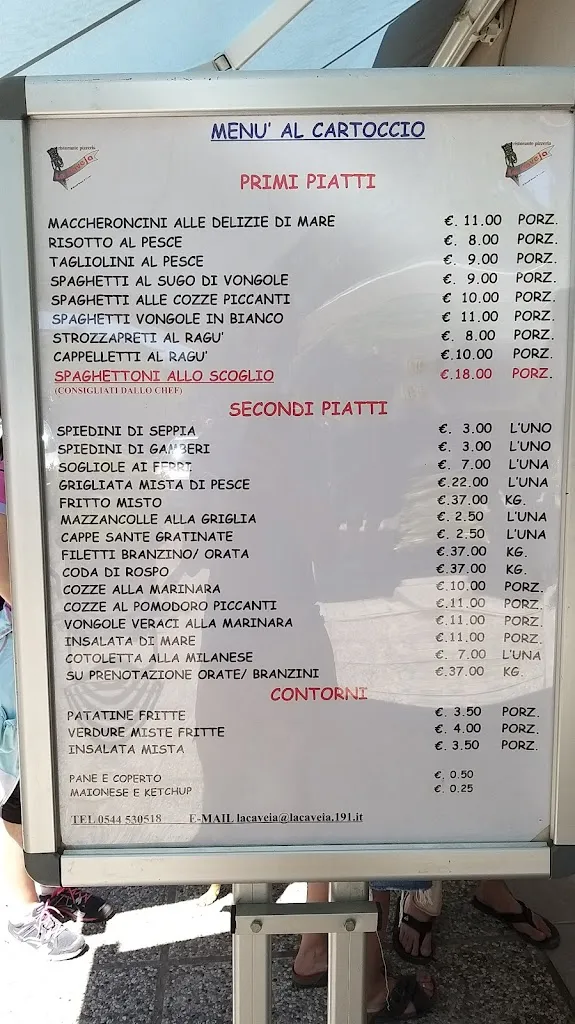 MENU' AL CARTOCCIO
ristorante pizzeria
ristorante pizzeria
PRIMI PIATTI
MACCHERONCINI ALLE DELIZIE DI MARE €. 11.00 PORZ.
RISOTTO AL PESCE €. 8.00 PORZ.
TAGLIOLINI AL PESCE €. 9.00 PORZ.
SPAGHETTI AL SUGO DI VONGOLE €. 9.00 PORZ.
SPAGHETTI ALLE COZZE PICCANTI € 10.00 PORZ.
SPAGHETTI VONGOLE IN BIANCO € 11.00 PORZ.
STROZZAPRETI AL RAGU' €. 8.00 PORZ.
CAPPELLETTI AL RAGU' €.10.00 PORZ.
SPAGHETTONI ALLO SCOGLIO €.18.00 PORZ.
(CONSIGLIATI DALLO CHEF)
SECONDI PIATTI
SPIEDINI DI SEPPIA €. 3.00 L'UNO
SPIEDINI DI GAMBERI €. 3.00 L'UNO
SOGLIOLE AI FERRI €. 7.00 L'UNA
GRIGLIATA MISTA DI PESCE €.22.00 L'UNA
FRITTO MISTO €.37.00 KG.
MAZZANCOLLE ALLA GRIGLIA €. 2.50 L'UNA
CAPPE SANTE GRATINATE €. 2.50 L'UNA
FILETTI BRANZINO/ ORATA €.37.00 KG.
CODA DI ROSPO €.37.00 KG.
COZZE ALLA MARINARA €.10.00 PORZ.
COZZE AL POMODORO PICCANTI €.11.00 PORZ.
VONGOLE VERACI ALLA MARINARA €.11.00 PORZ.
INSALATA DI MARE €.11.00 PORZ.
COTOLETTA ALLA MILANESE €. 7.00 L'UNA
SU PRENOTAZIONE ORATE/ BRANZINI €.37.00 KG.
CONTORNI
PATATINE FRITTE €. 3.50 PORZ.
VERDURE MISTE FRITTE €. 4.00 PORZ.
INSALATA MISTA €. 3.50 PORZ.
PANE E COPERTO €. 0.50
MAIONESE E KETCHUP €. 0.25
TEL 0544 530518 E-MAIL lacaveia@lacaveia.191.it